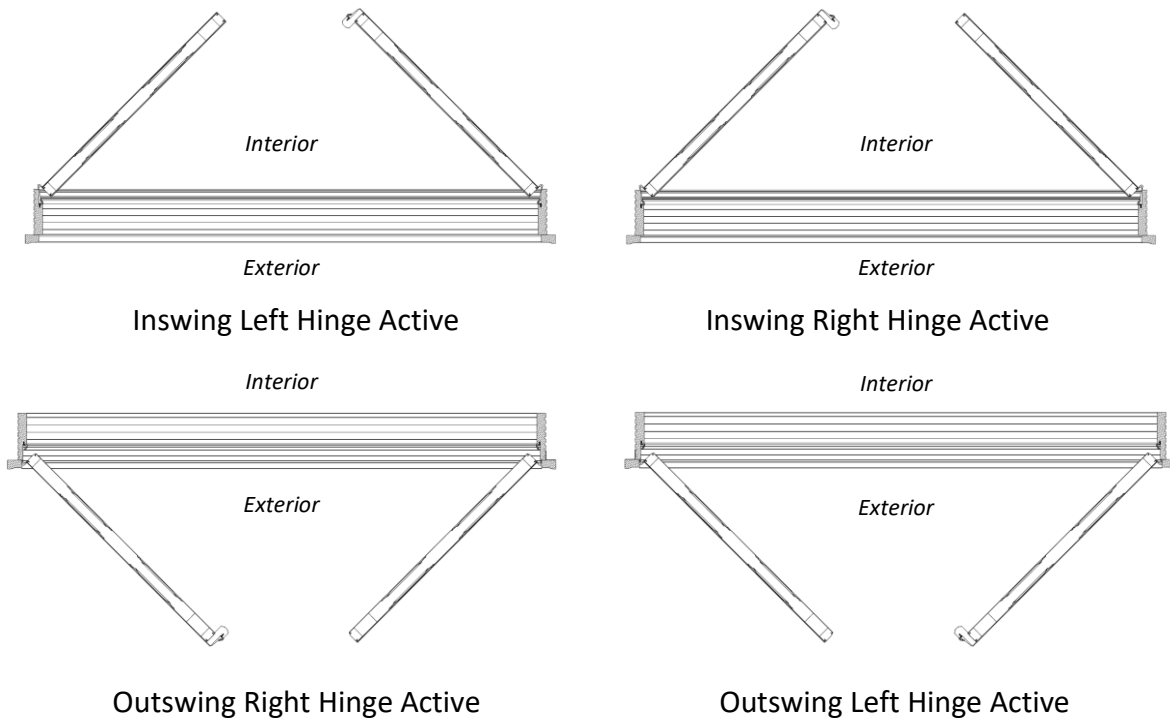 Interior
Interior
Exterior
Exterior
Inswing Left Hinge Active
Inswing Right Hinge Active
Interior
Interior
Exterior
Exterior
Outswing Right Hinge Active
Outswing Left Hinge Active